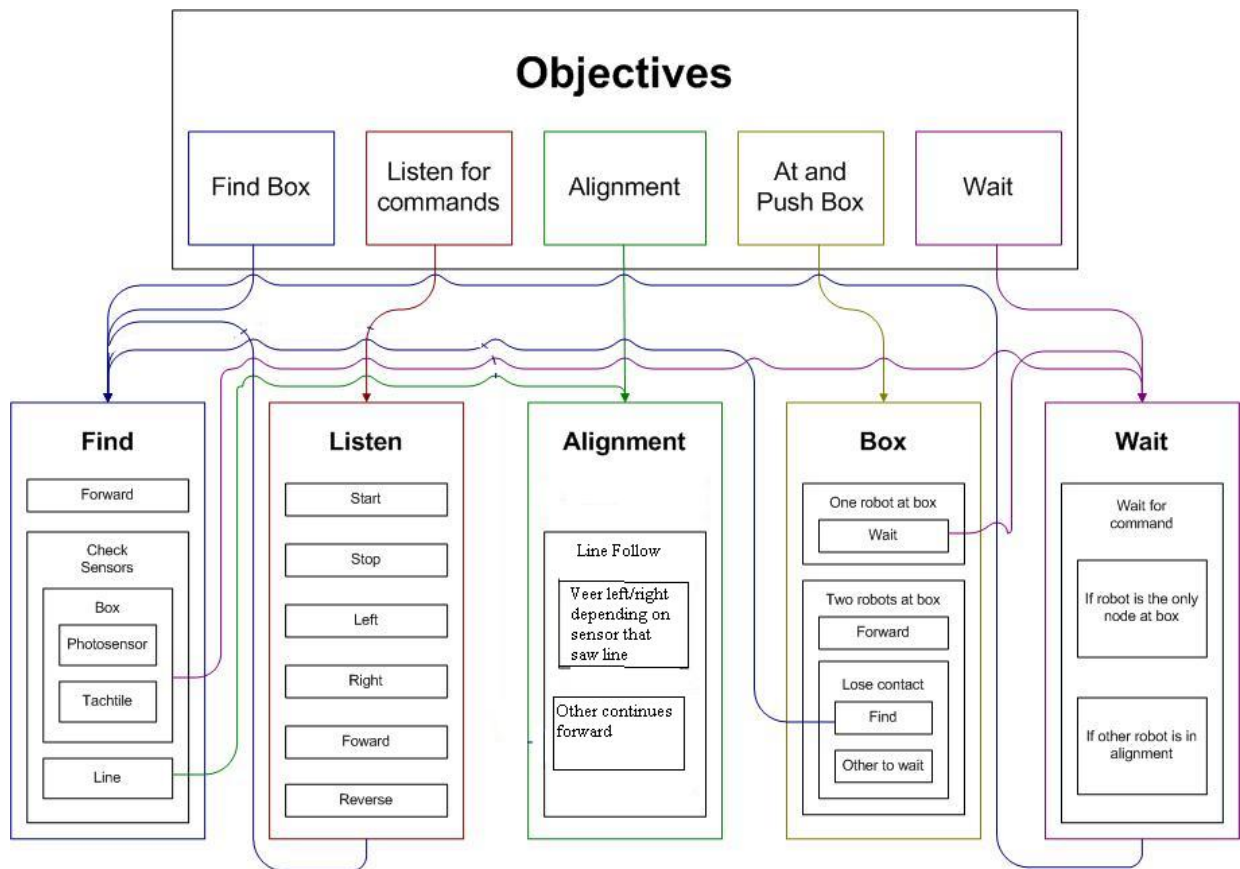 Objectives
Find Box
Listen for
commands
Alignment
At and
Push Box
Wait
Find
Forward
Check
Sensors
Box
Photosensor
Tachtile
Line
Listen
Start
Stop
Left
Right
Foward
Reverse
Alignment
Line Follow
Veer left/right
depending on
sensor that
saw line
Other continues
forward
Box
One robot at box
Wait
Two robots at box
Forward
Lose contact
Find
Other to wait
Wait
Wait for
command
If robot is the only
node at box
If other robot is in
alignment